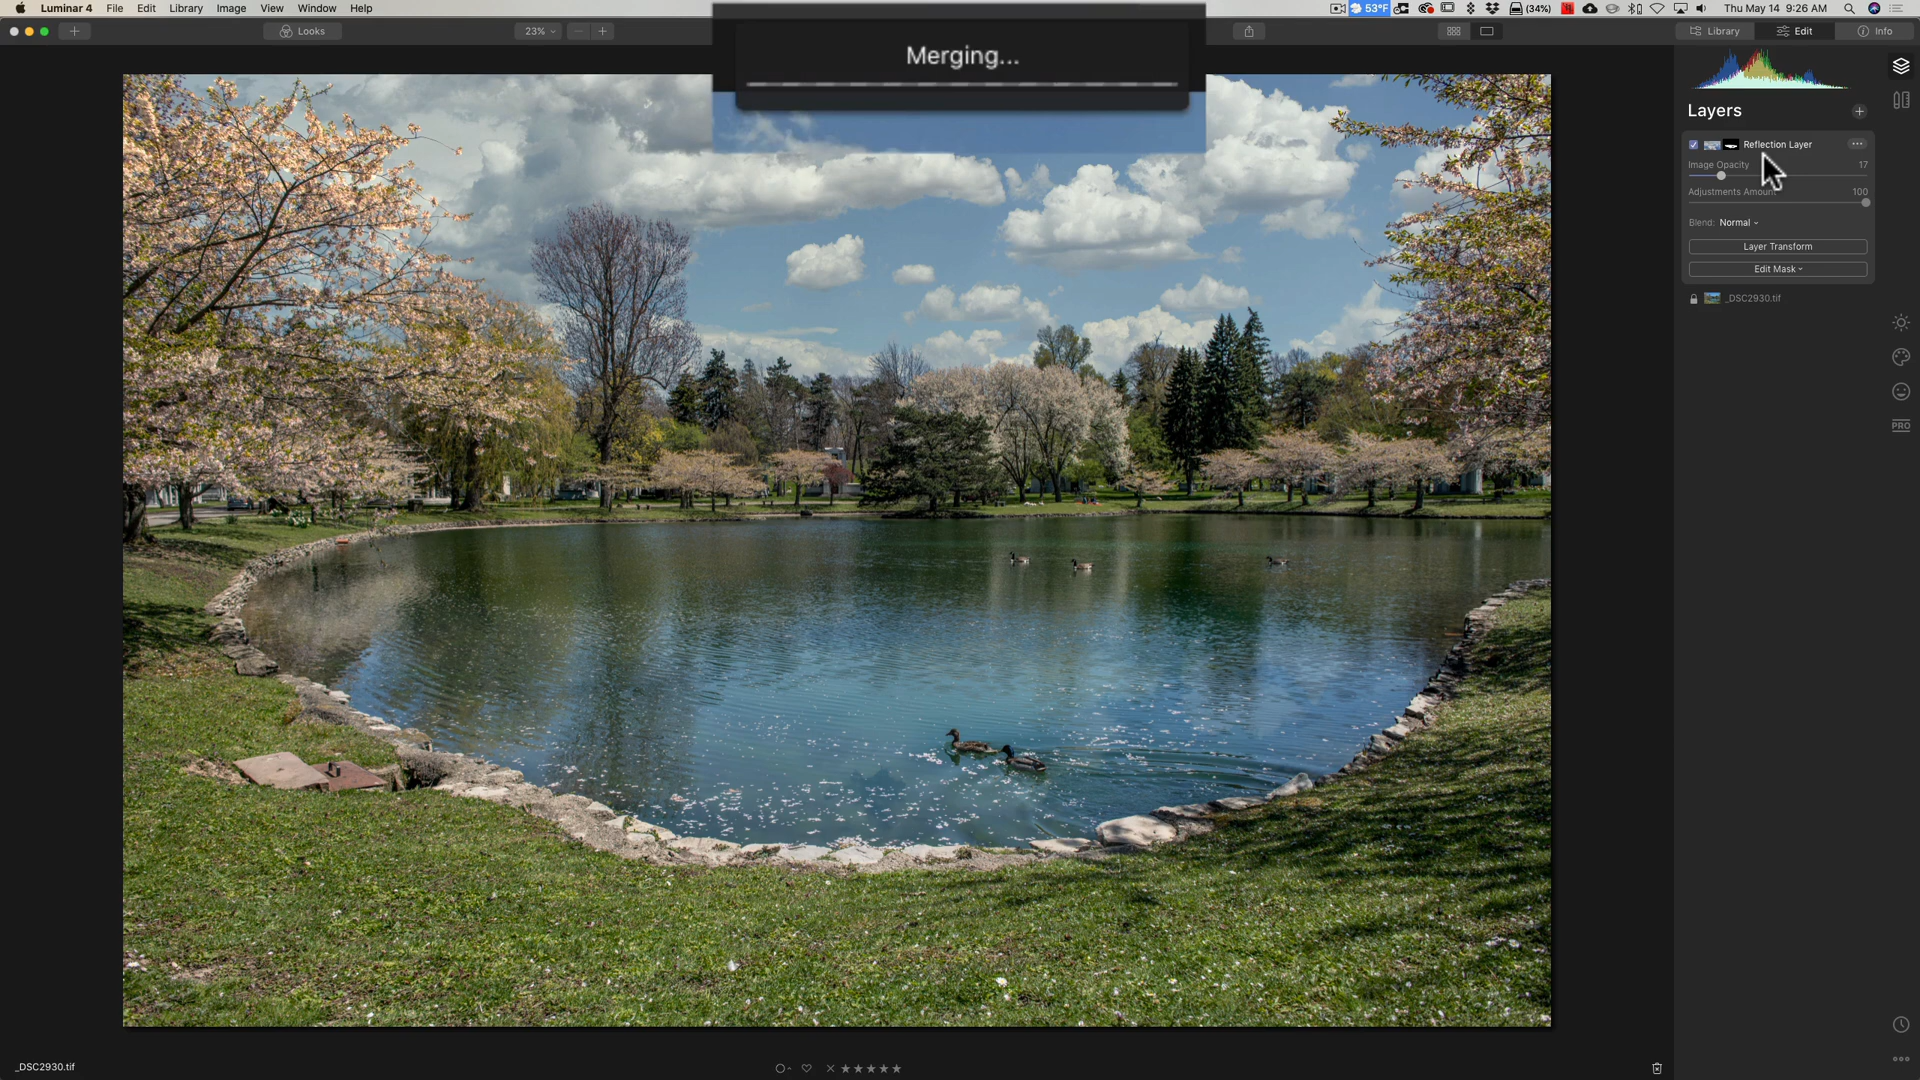 Luminar 4 File Edit Library Image View Window Help
53°F (34%) Thu May 14 9:26 AM
Looks 23% Library Edit Info
Merging...
Layers
Reflection Layer
Image Opacity 17
Adjustments Amount 100
Blend: Normal
Layer Transform
Edit Mask
_DSC2930.tif
PRO
_DSC2930.tif